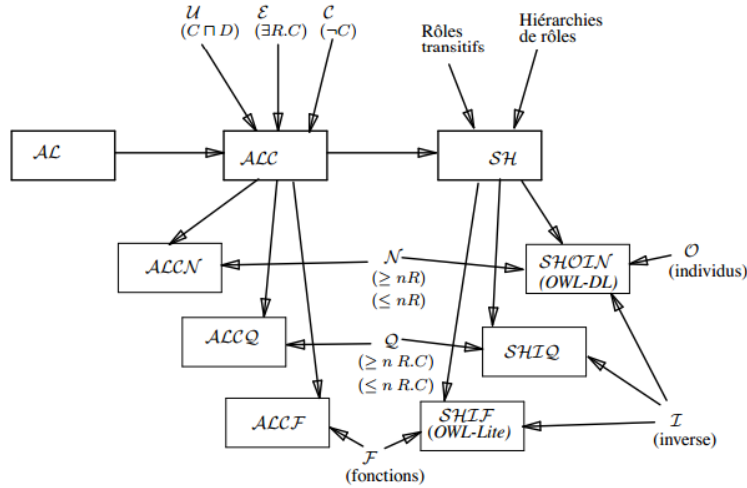 𝒰 ℰ 𝒞
(C ⊓ D) (∃R.C) (¬C)
Rôles
transitifs
Hiérarchies
de rôles
𝒜ℒ
𝒜ℒ𝒞
𝒮ℋ
𝒜ℒ𝒞𝒩
𝒩
(≥ nR)
(≤ nR)
𝒮ℋ𝒪ℐ𝒩
(OWL-DL)
𝒪
(individus)
𝒜ℒ𝒞𝒬
𝒬
(≥ n R.C)
(≤ n R.C)
𝒮ℋℐ𝒬
𝒜ℒ𝒞ℱ
ℱ
(fonctions)
𝒮ℋℐℱ
(OWL-Lite)
ℐ
(inverse)